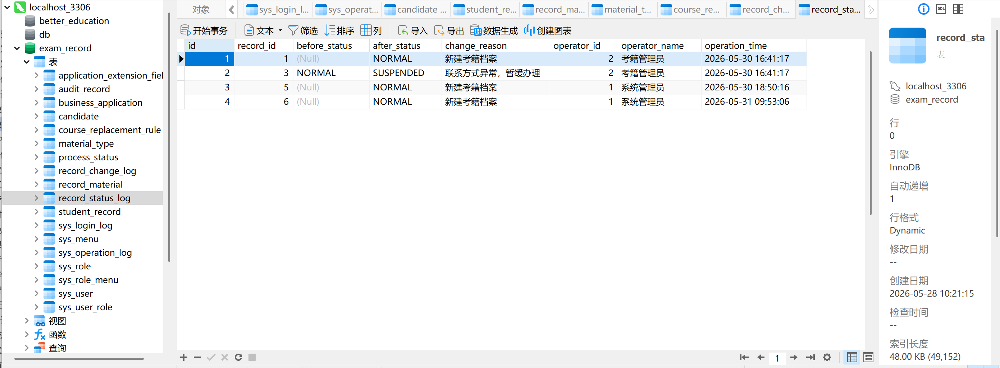 localhost_3306
better_education
db
exam_record
表
application_extension_fiel
audit_record
business_application
candidate
course_replacement_rule
material_type
process_status
record_change_log
record_material
record_status_log
student_record
sys_login_log
sys_menu
sys_operation_log
sys_role
sys_role_menu
sys_user
sys_user_role
视图
函数
查询
对象 sys_login_l... sys_operat... candidate ... student_re... record_ma... material_t... course_re... record_ch... record_sta...
开始事务 文本 筛选 排序 列 导入 导出 数据生成 创建图表
id record_id before_status after_status change_reason operator_id operator_name operation_time
1 1 (Null) NORMAL 新建考籍档案 2 考籍管理员 2026-05-30 16:41:17
2 3 NORMAL SUSPENDED 联系方式异常，暂缓办理 2 考籍管理员 2026-05-30 16:41:17
3 5 (Null) NORMAL 新建考籍档案 1 系统管理员 2026-05-30 18:50:16
4 6 (Null) NORMAL 新建考籍档案 1 系统管理员 2026-05-31 09:53:06
1
DDL
record_sta
表
localhost_3306
exam_record
行
0
引擎
InnoDB
自动递增
1
行格式
Dynamic
修改日期
--
创建日期
2026-05-28 10:21:15
检查时间
--
索引长度
48.00 KB (49,152)